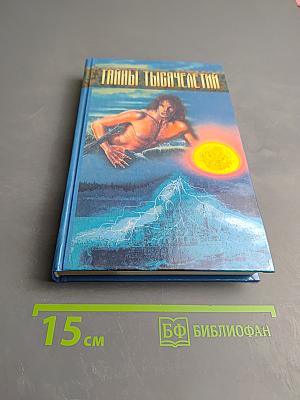 ТАЙНЫ ТЫСЯЧЕЛЕТИЙ
15 см
БФ БИБЛИОФАН